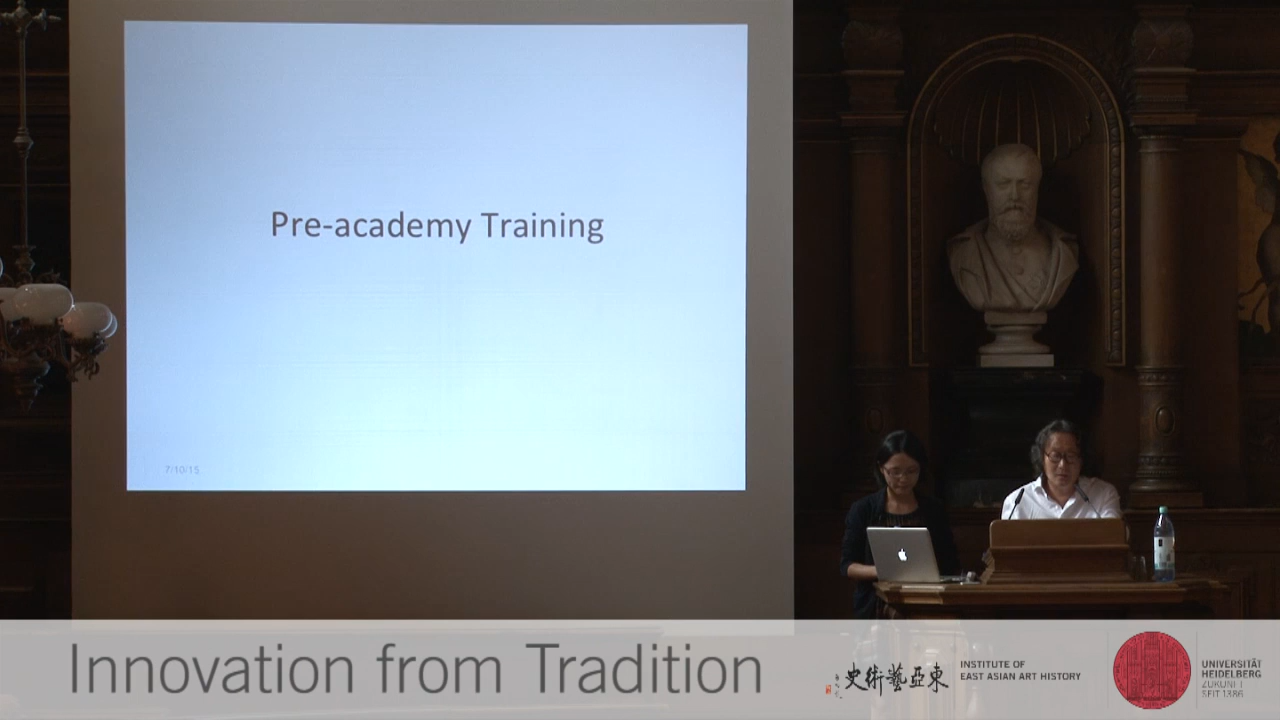 Pre-academy Training
7/10/15
Innovation from Tradition
史術藝亞東
INSTITUTE OF
EAST ASIAN ART HISTORY
UNIVERSITÄT
HEIDELBERG
ZUKUNFT
SEIT 1386